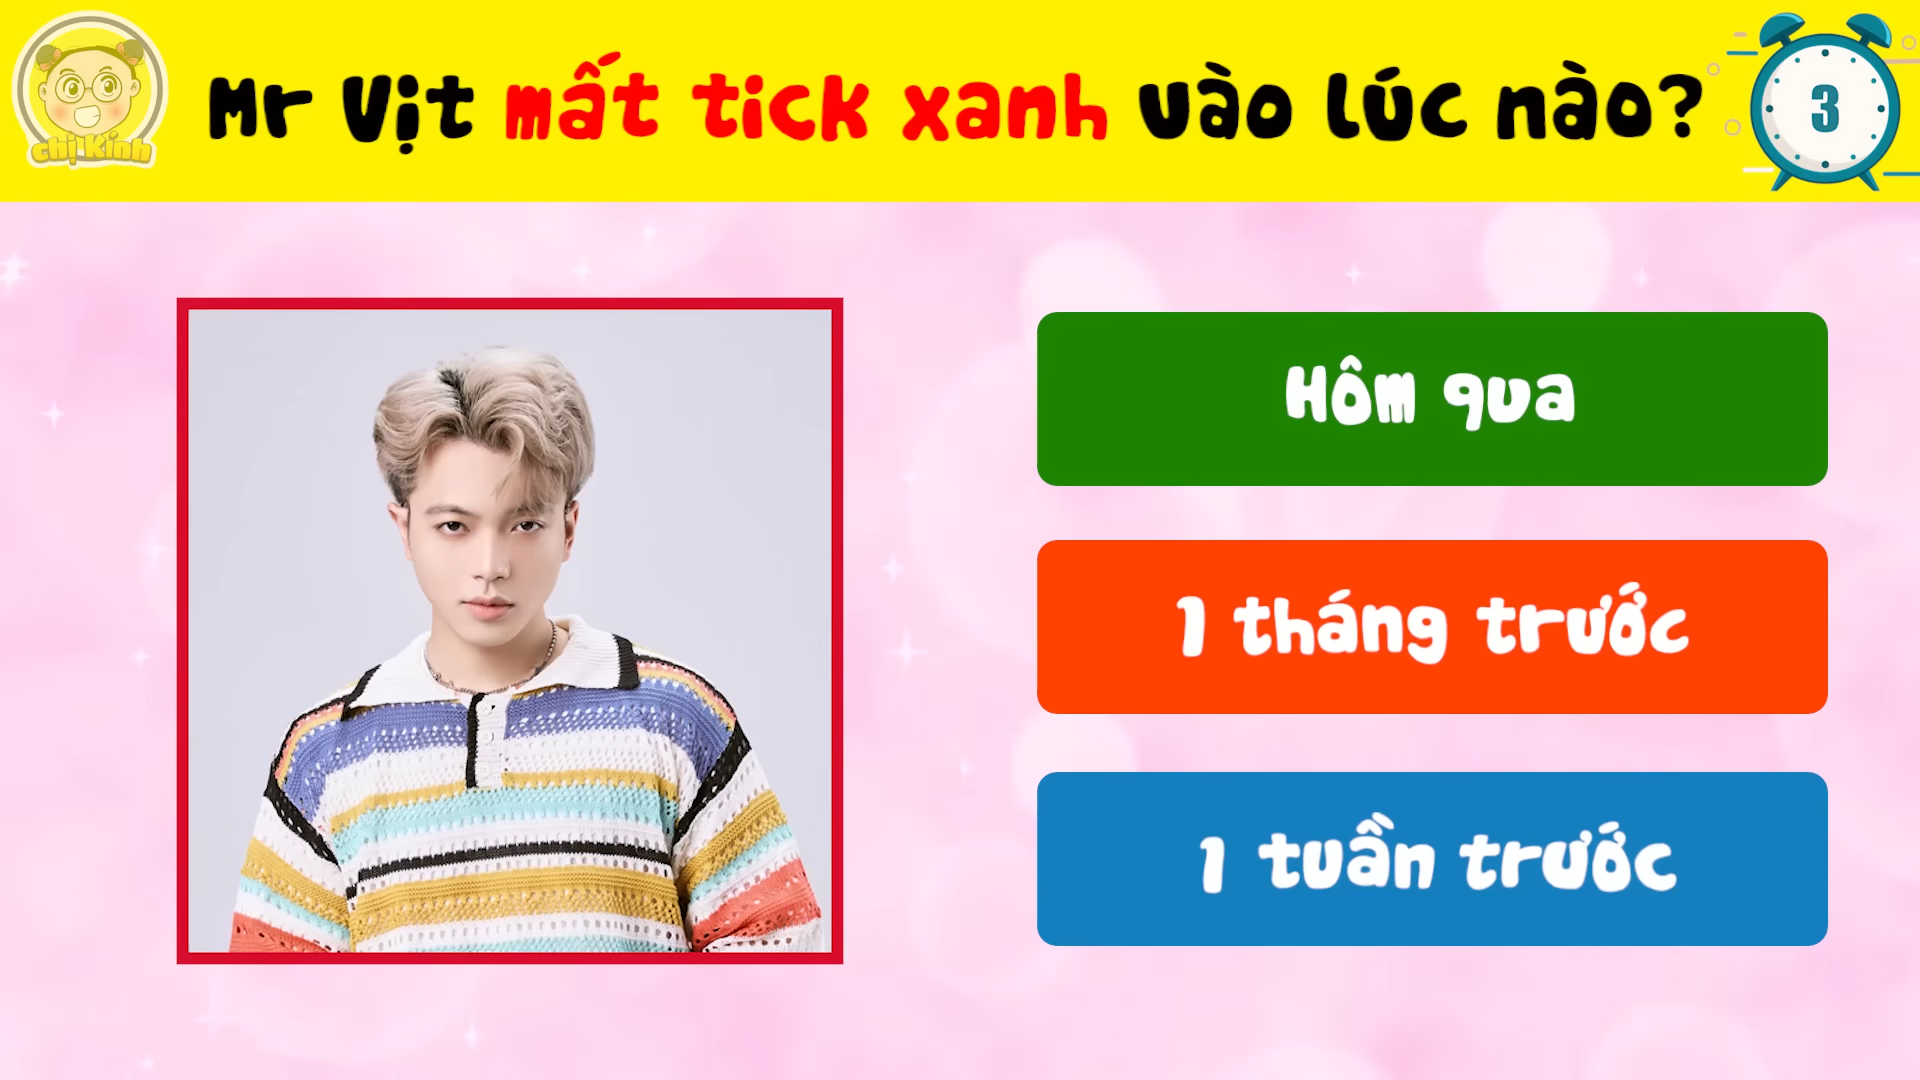 chị Kính
Mr Vịt mất tick xanh vào lúc nào?
3
Hôm qua
1 tháng trước
1 tuần trước